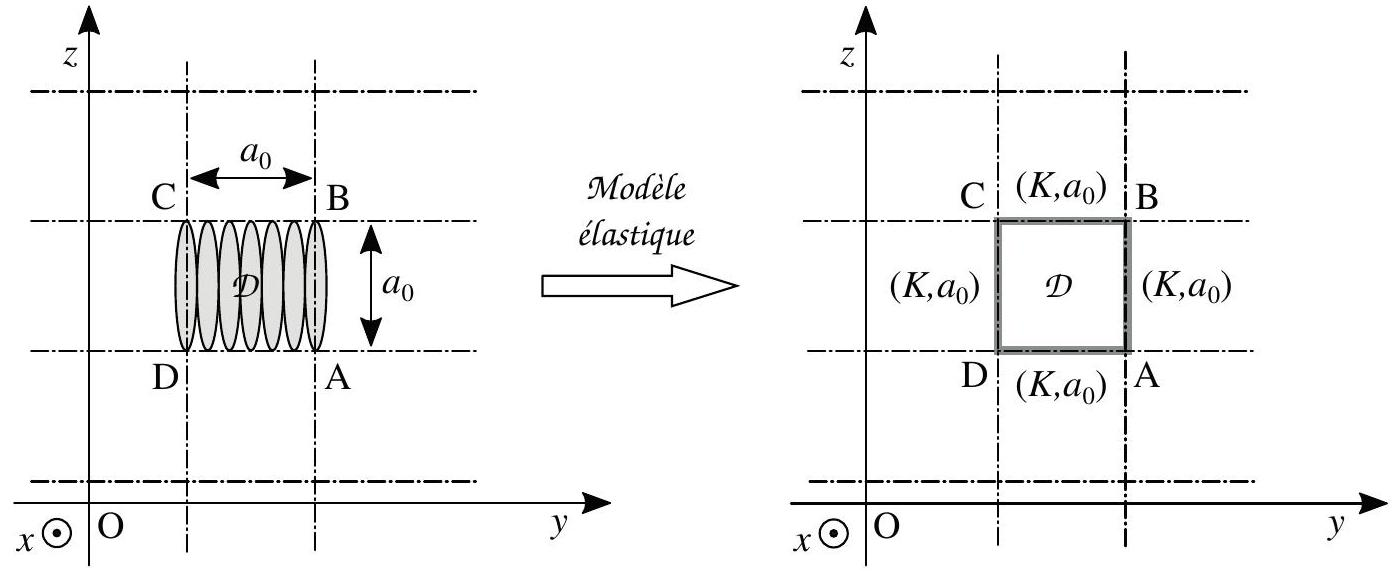 z
a₀
C
B
𝒟
a₀
D
A
x
O
y
Modèle
élastique
z
C
(K,a₀)
B
(K,a₀)
𝒟
(K,a₀)
D
(K,a₀)
A
x
O
y